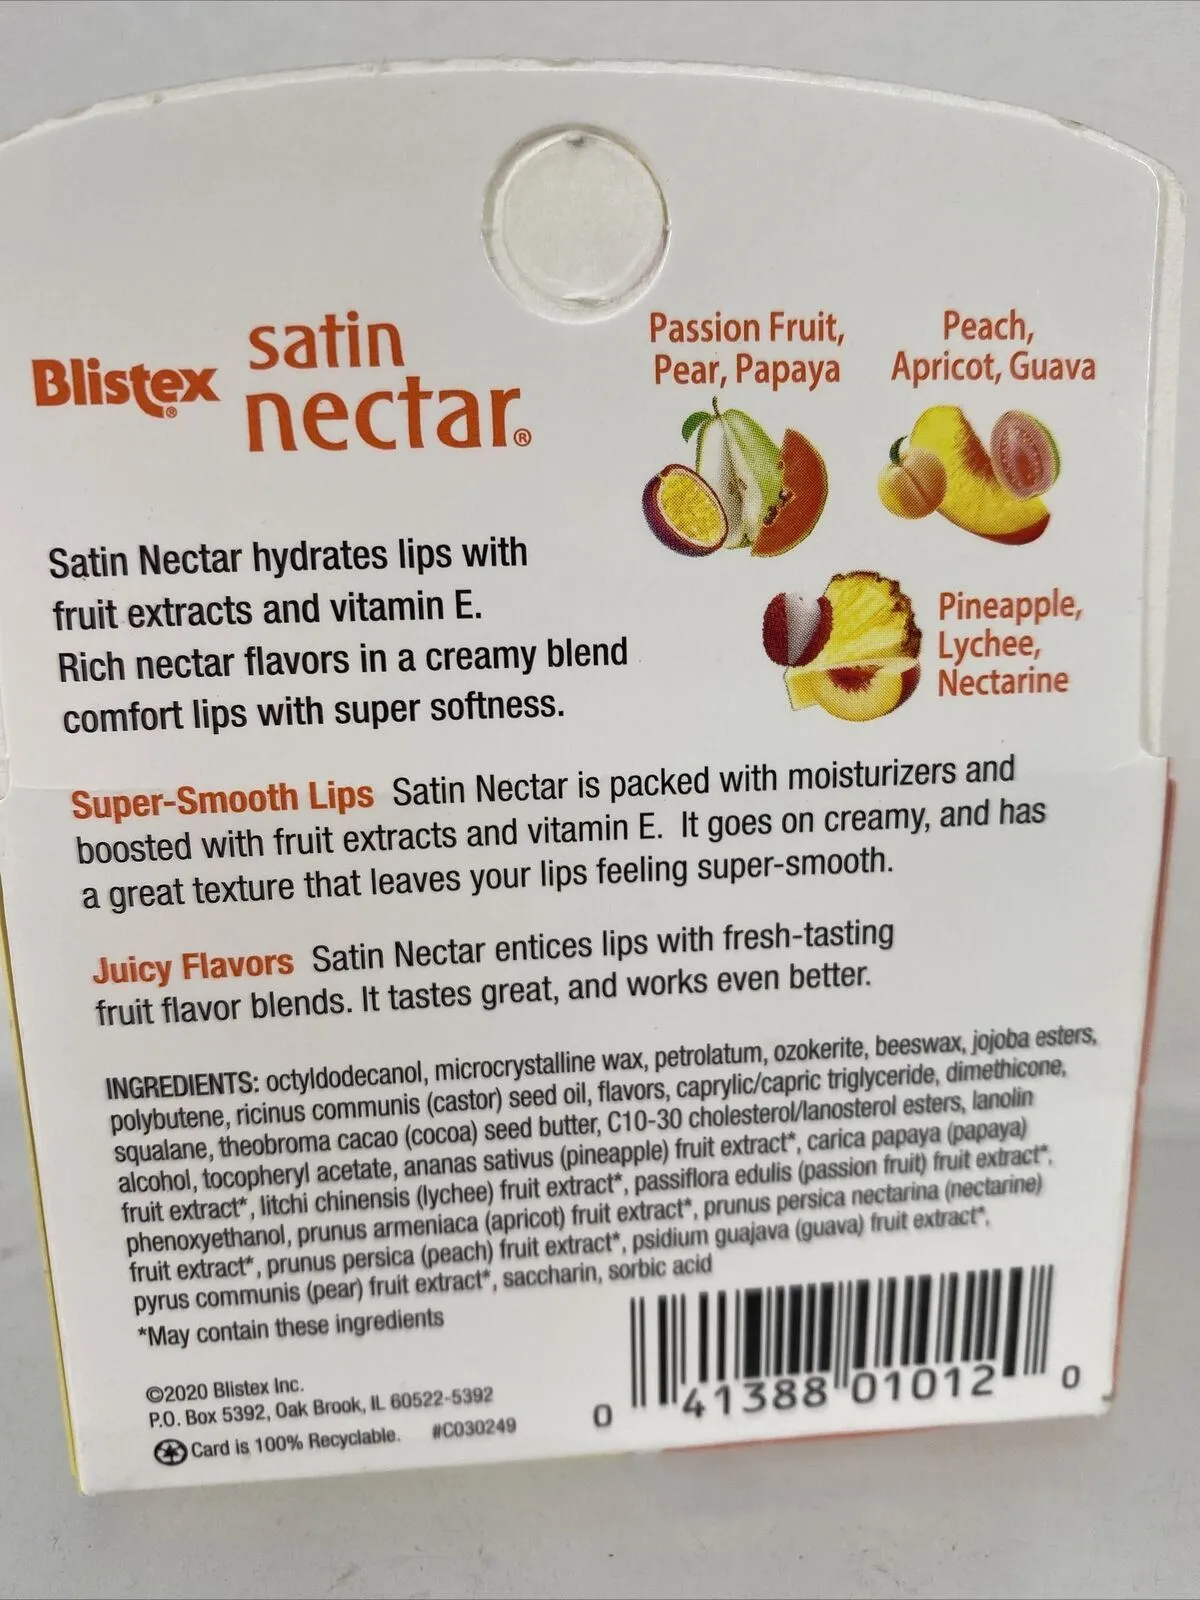 Blistex®
satin
nectar®
Passion Fruit,
Pear, Papaya
Peach,
Apricot, Guava
Pineapple,
Lychee,
Nectarine
Satin Nectar hydrates lips with
fruit extracts and vitamin E.
Rich nectar flavors in a creamy blend
comfort lips with super softness.
Super-Smooth Lips Satin Nectar is packed with moisturizers and
boosted with fruit extracts and vitamin E. It goes on creamy, and has
a great texture that leaves your lips feeling super-smooth.
Juicy Flavors Satin Nectar entices lips with fresh-tasting
fruit flavor blends. It tastes great, and works even better.
INGREDIENTS: octyldodecanol, microcrystalline wax, petrolatum, ozokerite, beeswax, jojoba esters,
polybutene, ricinus communis (castor) seed oil, flavors, caprylic/capric triglyceride, dimethicone,
squalane, theobroma cacao (cocoa) seed butter, C10-30 cholesterol/lanosterol esters, lanolin
alcohol, tocopheryl acetate, ananas sativus (pineapple) fruit extract*, carica papaya (papaya)
fruit extract*, litchi chinensis (lychee) fruit extract*, passiflora edulis (passion fruit) fruit extract*,
phenoxyethanol, prunus armeniaca (apricot) fruit extract*, prunus persica nectarina (nectarine)
fruit extract*, prunus persica (peach) fruit extract*, psidium guajava (guava) fruit extract*,
pyrus communis (pear) fruit extract*, saccharin, sorbic acid
*May contain these ingredients
©2020 Blistex Inc.
P.O. Box 5392, Oak Brook, IL 60522-5392
Card is 100% Recyclable. #C030249
0 41388 01012 0